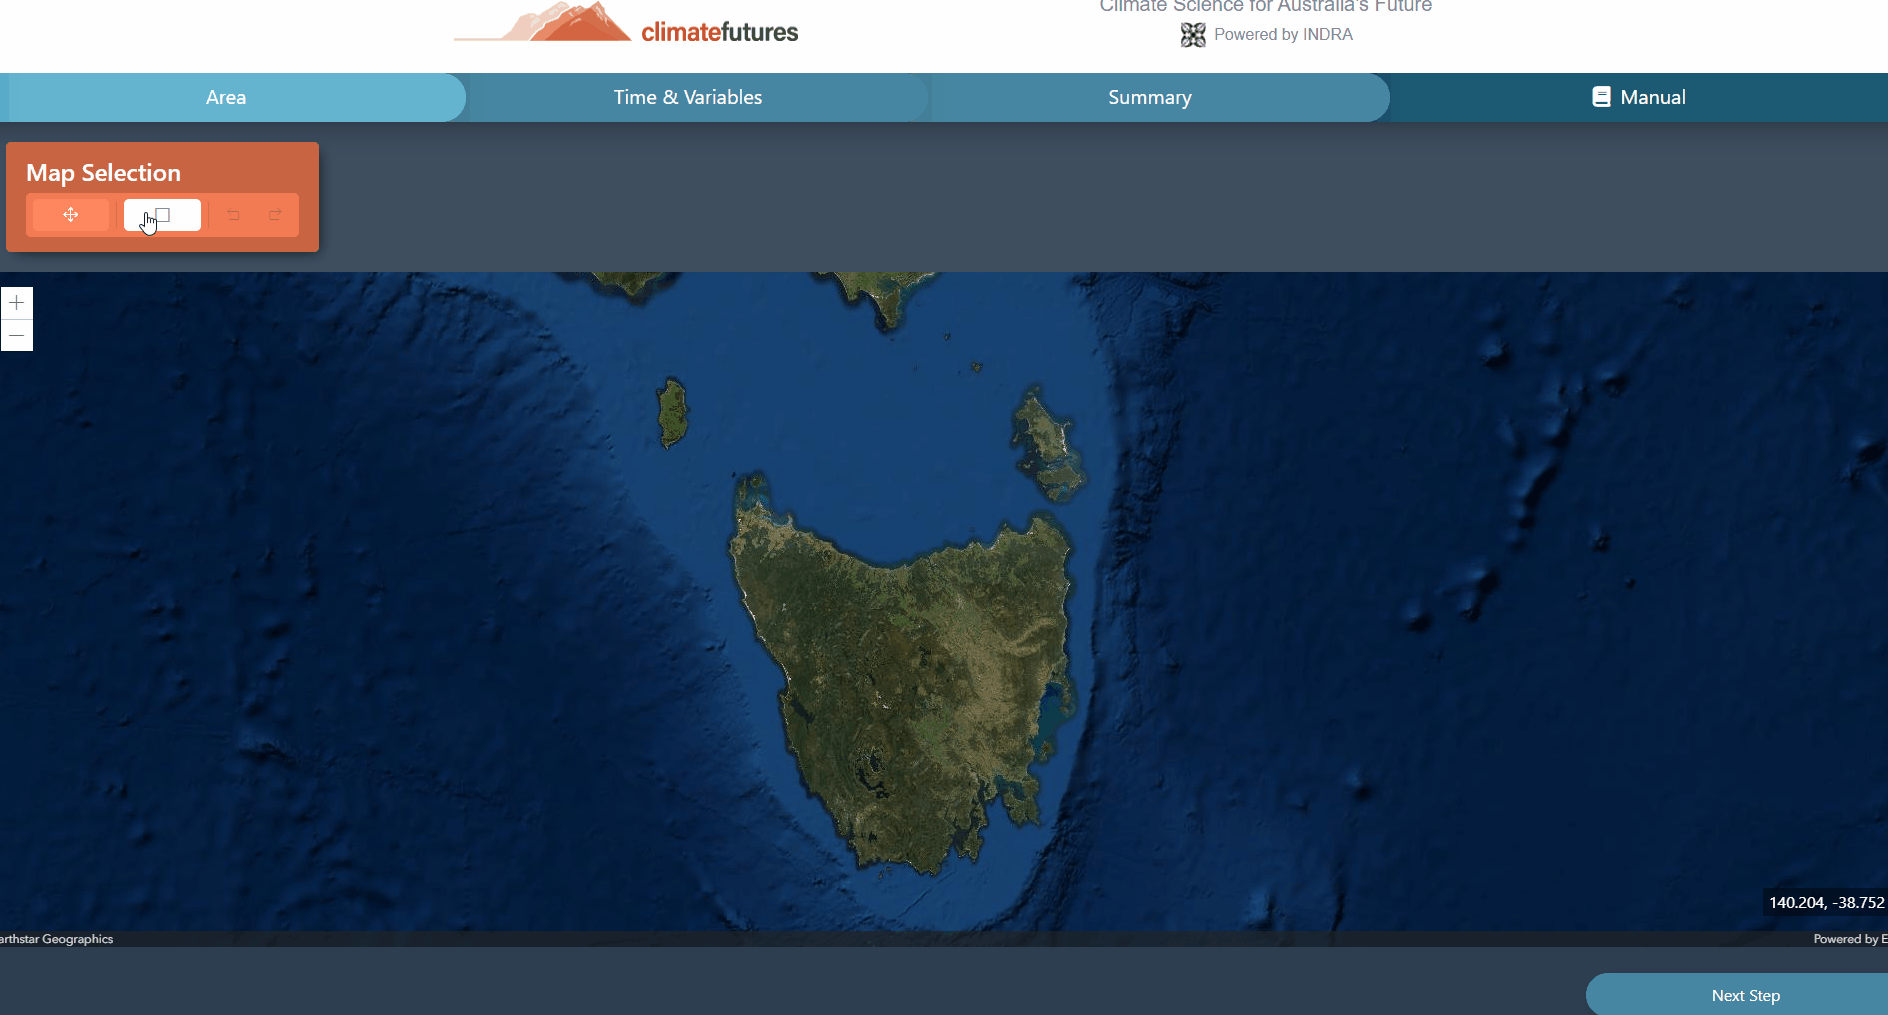 climatefutures
Climate Science for Australia's Future
Powered by INDRA
Area
Time & Variables
Summary
Manual
Map Selection
140.204, -38.752
arthstar Geographics
Powered by E
Next Step